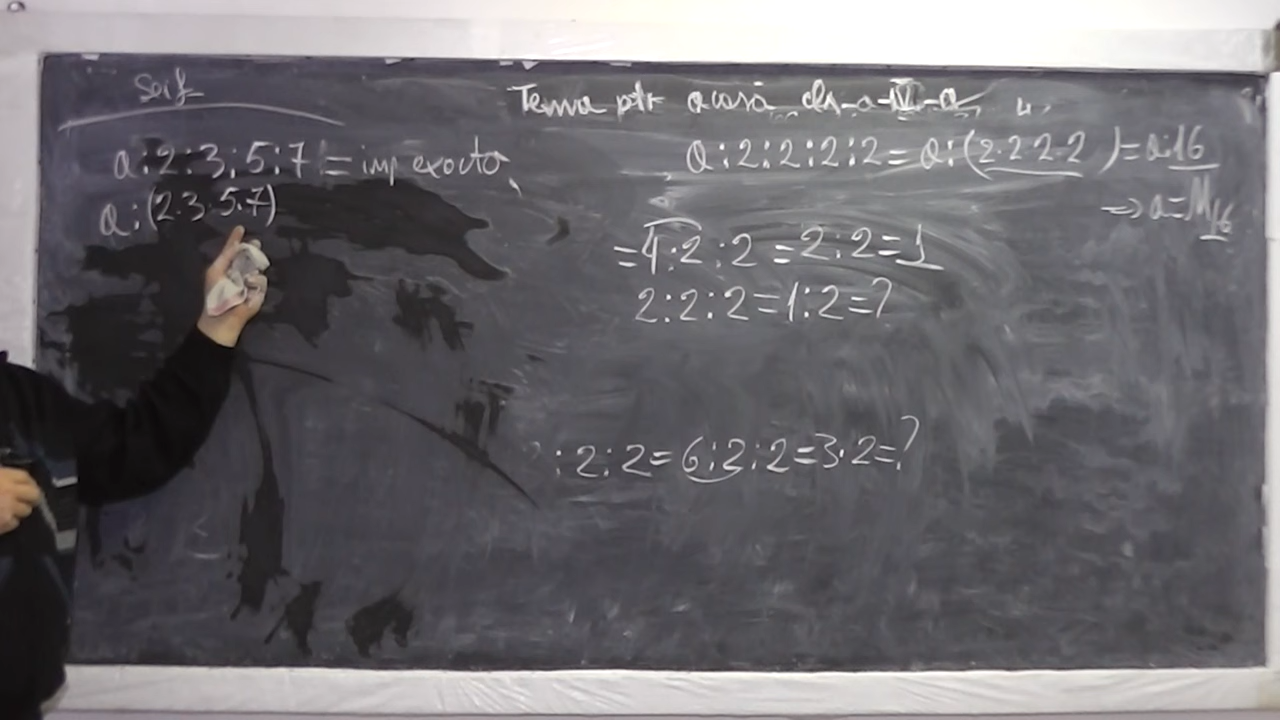 Seif
a:2:3:5:7 = imp exacta
a:(2.3.5.7)
Tema ptr acasă cls a IV-a
a:2:2:2:2=a:(2.2.2.2)=a:16
=> a=M16
=4:2:2=2:2=1
2:2:2=1:2=?
:2:2=6:2:2=3.2=?